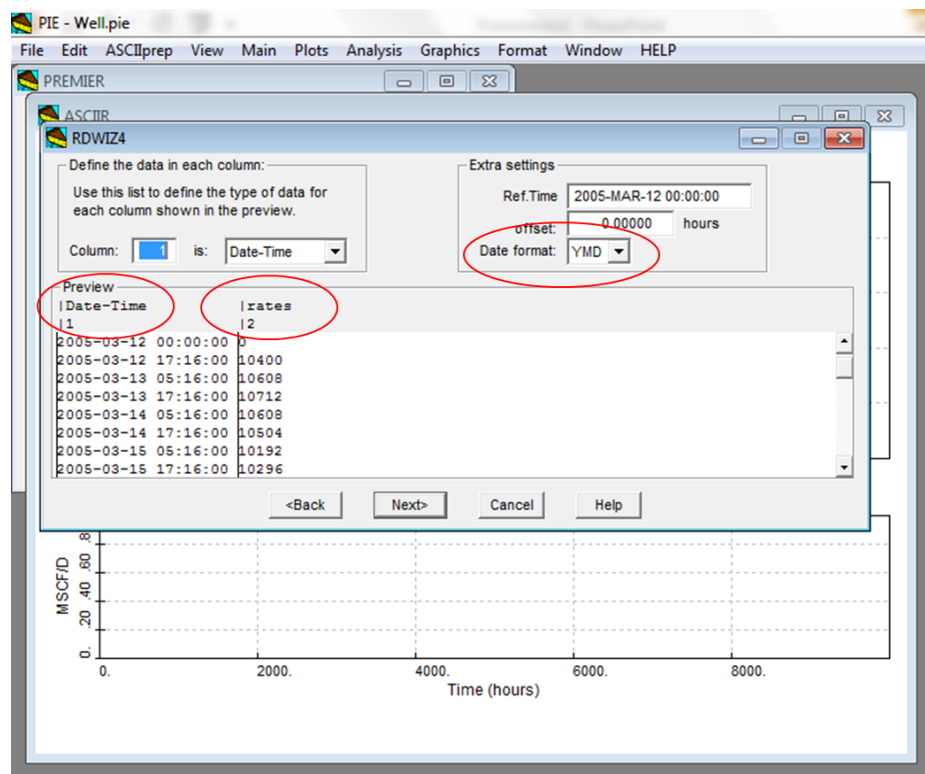 PIE - Well.pie
File Edit ASCIIprep View Main Plots Analysis Graphics Format Window HELP
PREMIER
ASCIIR
RDWIZ4
Define the data in each column:
Use this list to define the type of data for
each column shown in the preview.
Column: 1 is: Date-Time
Extra settings
Ref.Time 2005-MAR-12 00:00:00
offset: 0.00000 hours
Date format: YMD
Preview
|Date-Time |rates
|1 |2
2005-03-12 00:00:00 0
2005-03-12 17:16:00 10400
2005-03-13 05:16:00 10608
2005-03-13 17:16:00 10712
2005-03-14 05:16:00 10608
2005-03-14 17:16:00 10504
2005-03-15 05:16:00 10192
2005-03-15 17:16:00 10296
<Back Next> Cancel Help
MSCF/D
.60
.40
.20
0.
0. 2000. 4000. 6000. 8000.
Time (hours)